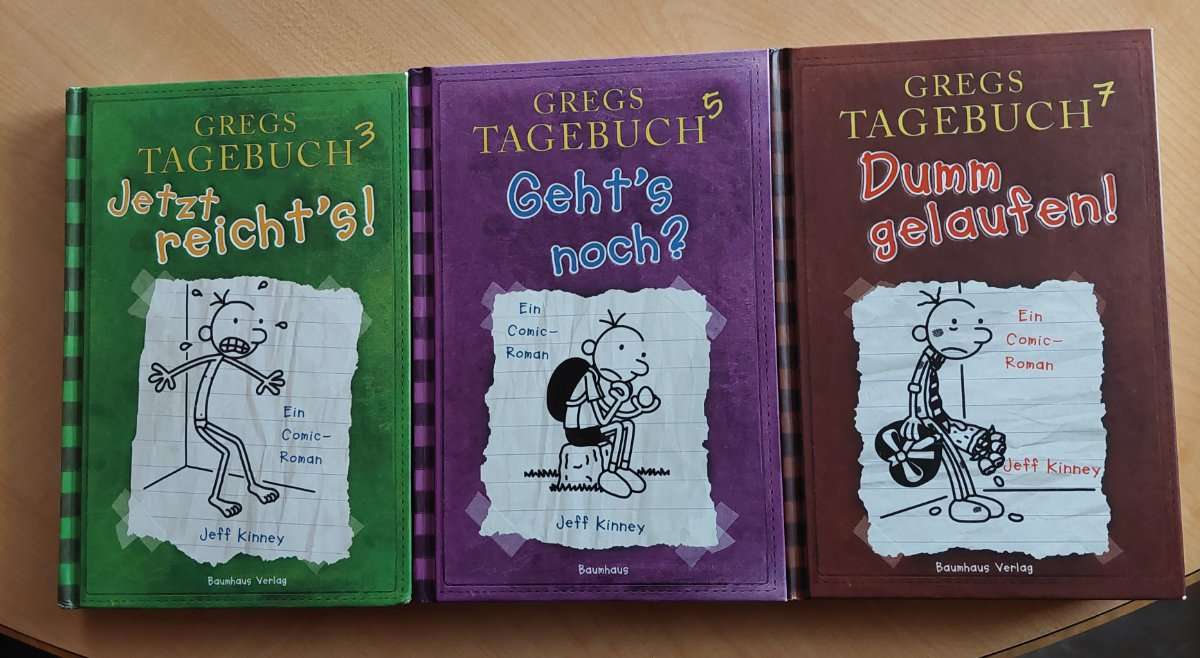 GREGS
TAGEBUCH 3
Jetzt
reicht's!
Ein
Comic-
Roman
Jeff Kinney
Baumhaus Verlag
GREGS
TAGEBUCH 5
Geht's
noch?
Ein
Comic-
Roman
Jeff Kinney
Baumhaus
GREGS
TAGEBUCH 7
Dumm
gelaufen!
Ein
Comic-
Roman
Jeff Kinney
Baumhaus Verlag